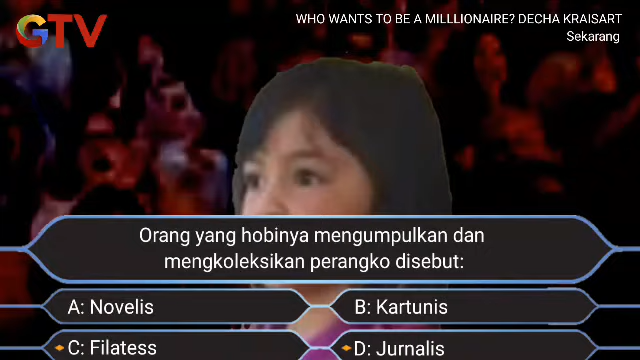 GTV
WHO WANTS TO BE A MILLLIONAIRE? DECHA KRAISART
Sekarang
Orang yang hobinya mengumpulkan dan
mengkoleksikan perangko disebut:
A: Novelis
B: Kartunis
C: Filatess
D: Jurnalis